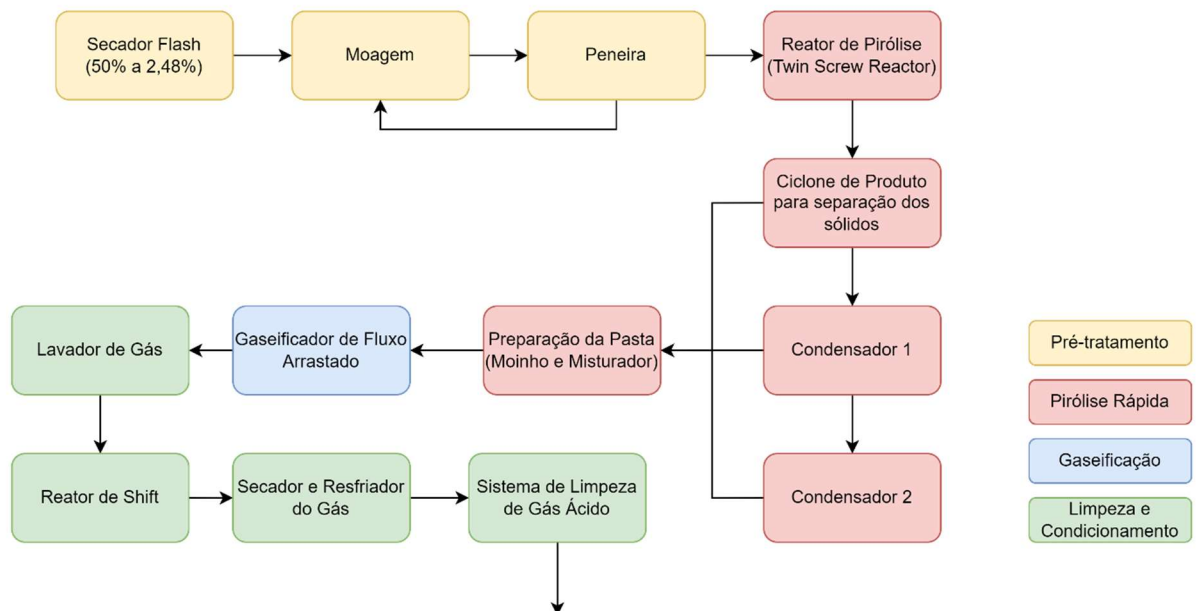 Secador Flash
(50% a 2,48%)
Moagem
Peneira
Reator de Pirólise
(Twin Screw Reactor)
Ciclone de Produto
para separação dos
sólidos
Lavador de Gás
Gaseificador de Fluxo
Arrastado
Preparação da Pasta
(Moinho e Misturador)
Condensador 1
Reator de Shift
Secador e Resfriador
do Gás
Sistema de Limpeza
de Gás Ácido
Condensador 2
Pré-tratamento
Pirólise Rápida
Gaseificação
Limpeza e
Condicionamento